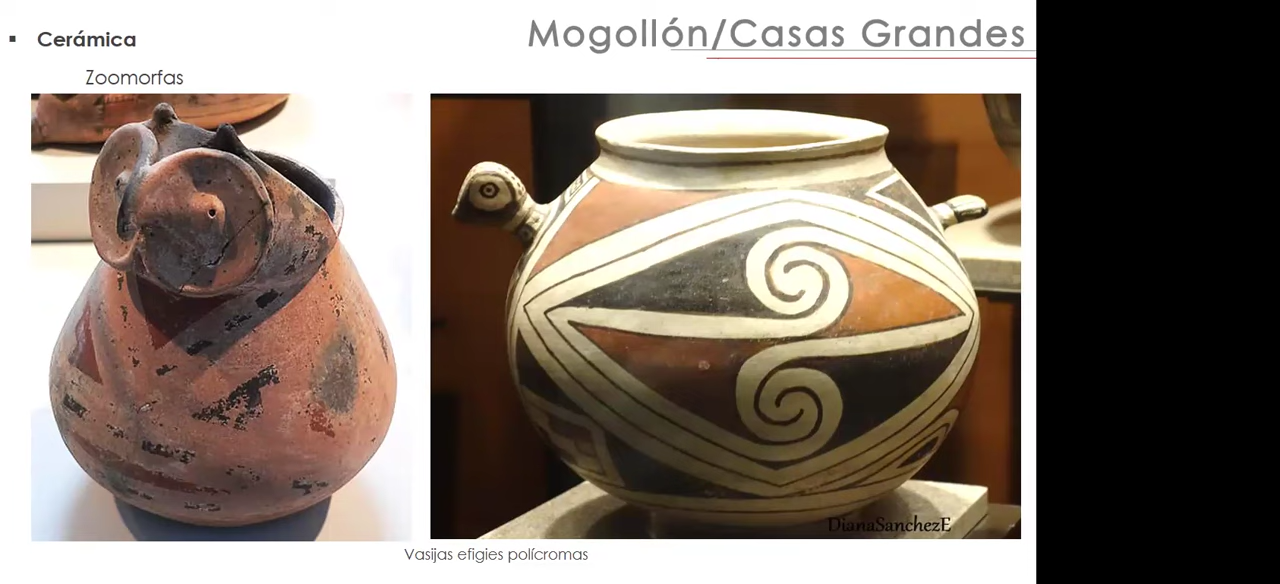 Mogollón/Casas Grandes
▪ Cerámica
Zoomorfas
DianaSanchezE
Vasijas efigies polícromas